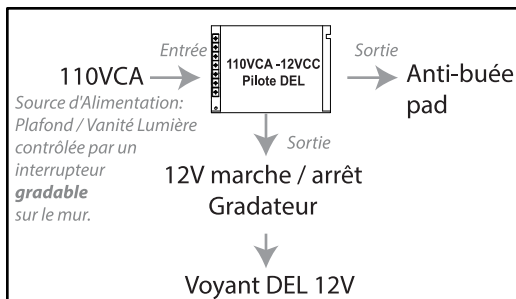 Entrée
110VCA
110VCA -12VCC
Pilote DEL
Sortie
Anti-buée
pad
Source d'Alimentation:
Plafond / Vanité Lumière
contrôlée par un
interrupteur
gradable
sur le mur.
Sortie
12V marche / arrêt
Gradateur
Voyant DEL 12V